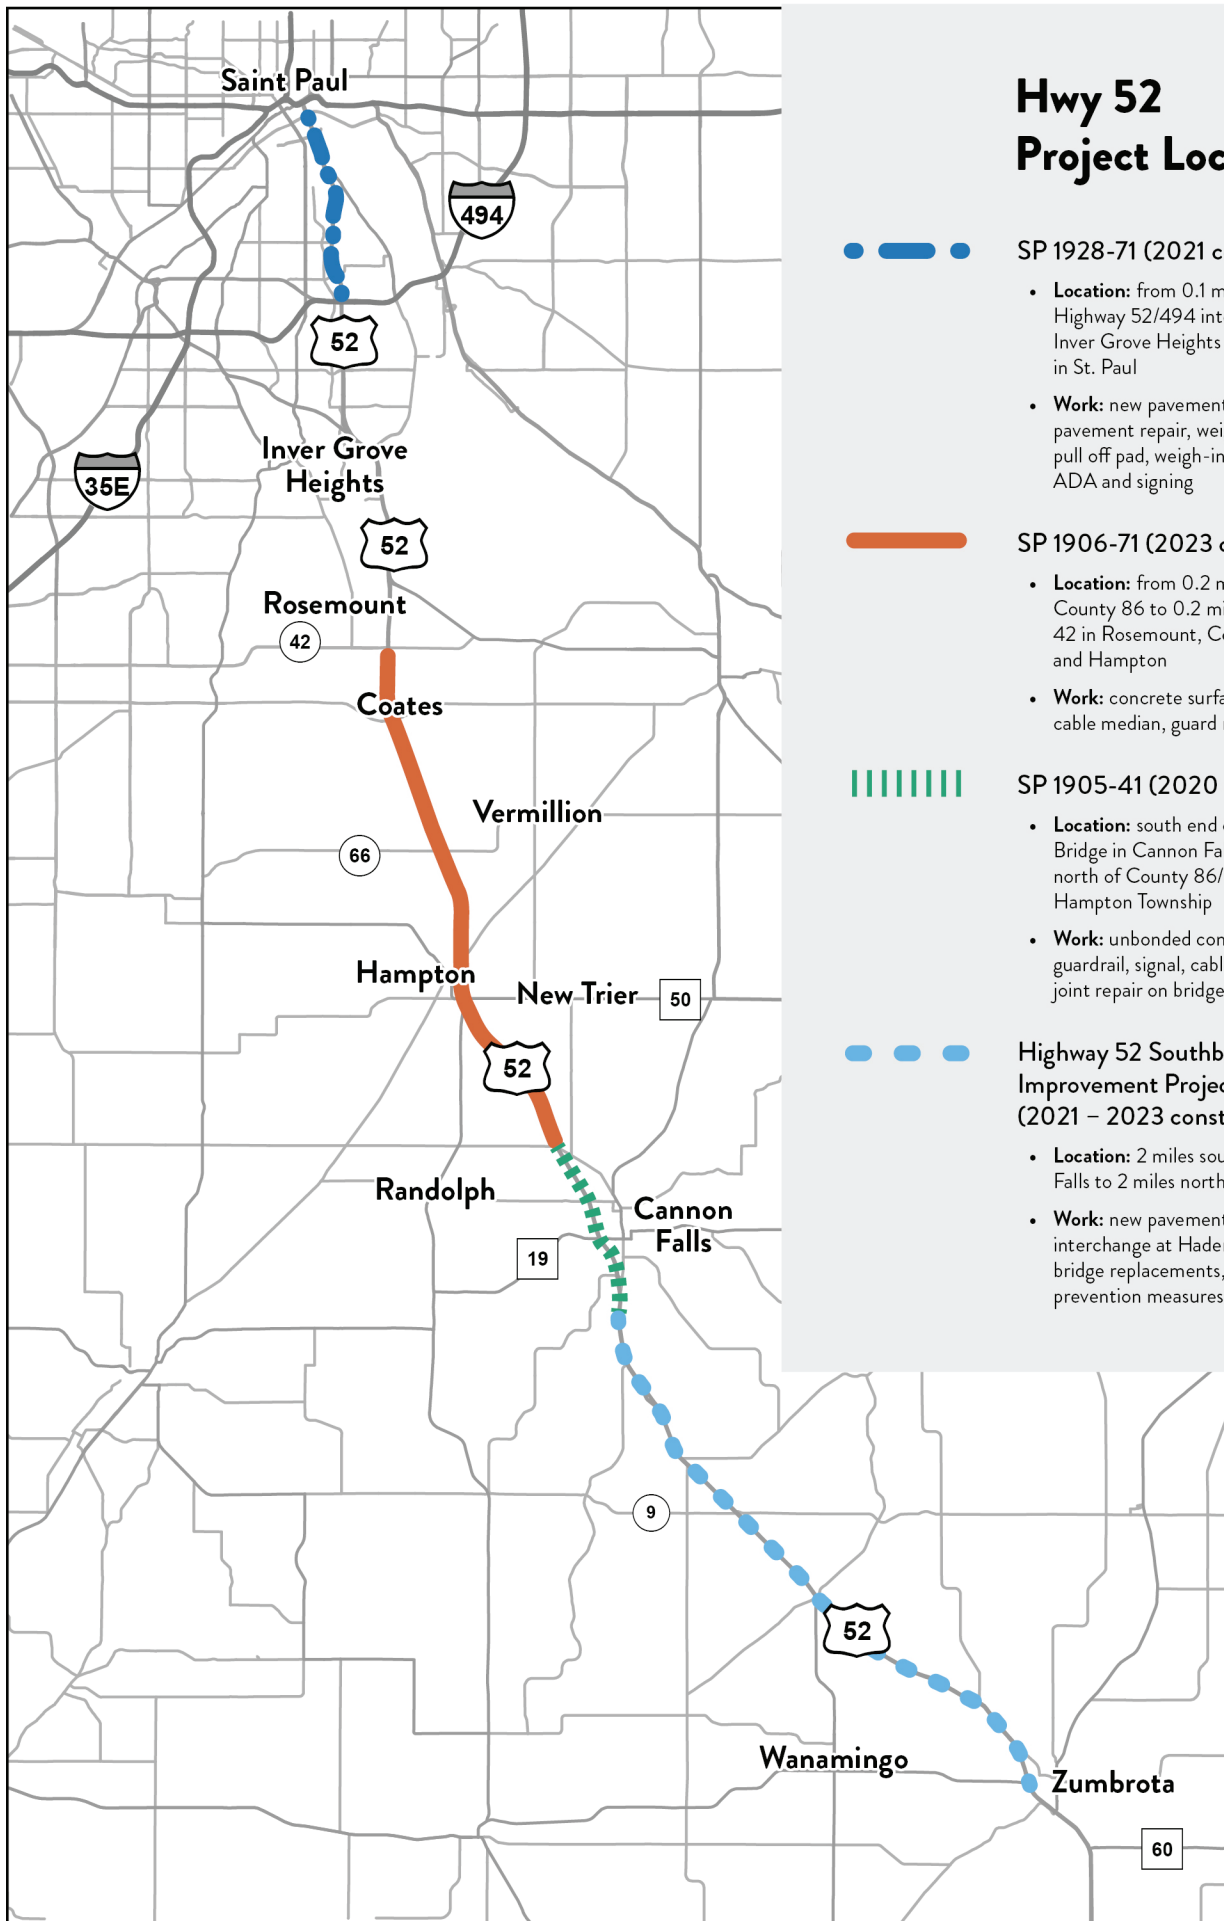 Saint Paul
494
52
Inver Grove
Heights
35E
52
Rosemount
42
Coates
Vermillion
66
Hampton
New Trier
50
52
Randolph
Cannon
Falls
19
9
52
Wanamingo
Zumbrota
60
Hwy 52
Project Loc
SP 1928-71 (2021 c
• Location: from 0.1 m
Highway 52/494 int
Inver Grove Heights
in St. Paul
• Work: new pavement
pavement repair, wei
pull off pad, weigh-in
ADA and signing
SP 1906-71 (2023 c
• Location: from 0.2 m
County 86 to 0.2 mi
42 in Rosemount, Co
and Hampton
• Work: concrete surfa
cable median, guard r
SP 1905-41 (2020
• Location: south end
Bridge in Cannon Fa
north of County 86/
Hampton Township
• Work: unbonded con
guardrail, signal, cabl
joint repair on bridge
Highway 52 Southb
Improvement Projec
(2021 – 2023 const
• Location: 2 miles sou
Falls to 2 miles north
• Work: new pavement
interchange at Hader
bridge replacements,
prevention measures